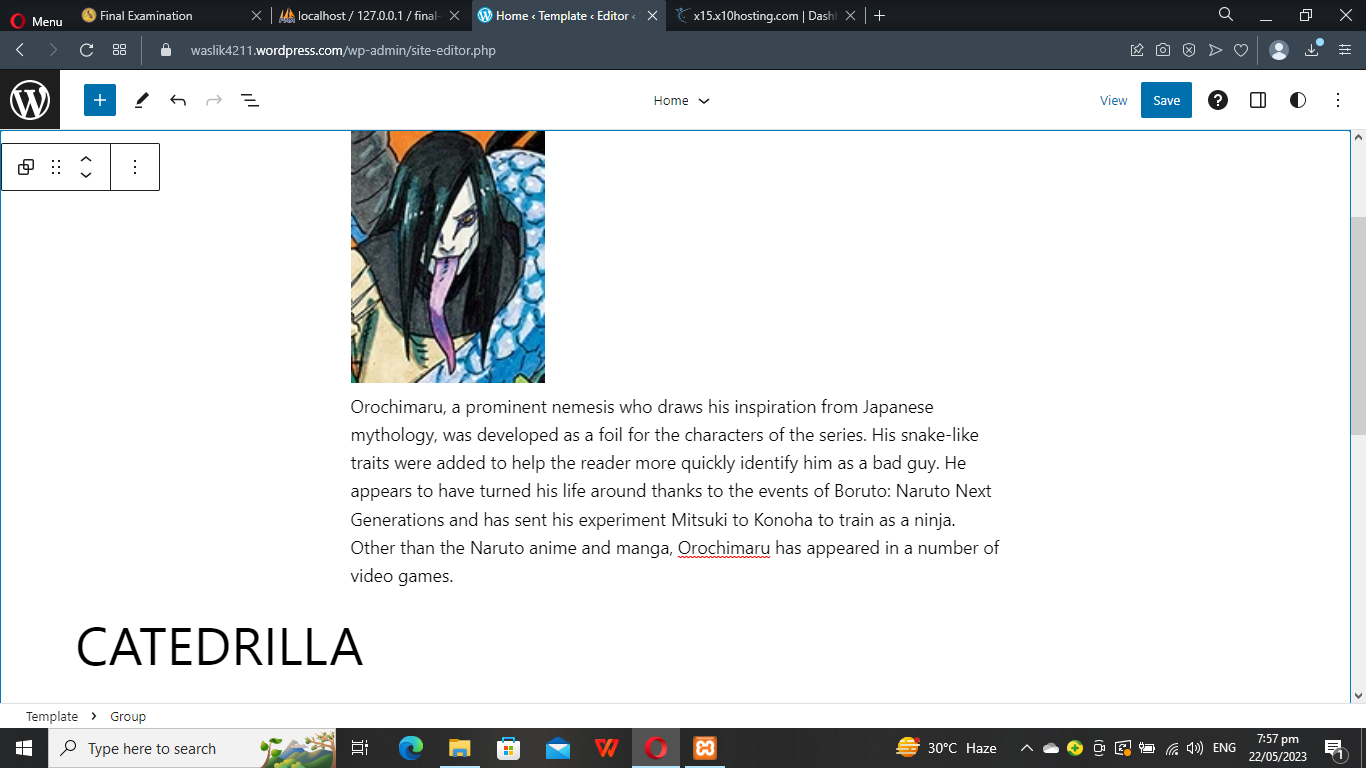 Menu
Final Examination
localhost / 127.0.0.1 / final-
Home ‹ Template ‹ Editor ‹
x15.x10hosting.com | Dash
waslik4211.wordpress.com/wp-admin/site-editor.php
Home
View
Save
Orochimaru, a prominent nemesis who draws his inspiration from Japanese
mythology, was developed as a foil for the characters of the series. His snake-like
traits were added to help the reader more quickly identify him as a bad guy. He
appears to have turned his life around thanks to the events of Boruto: Naruto Next
Generations and has sent his experiment Mitsuki to Konoha to train as a ninja.
Other than the Naruto anime and manga, Orochimaru has appeared in a number of
video games.
CATEDRILLA
Template > Group
Type here to search
30°C Haze
ENG
7:57 pm
22/05/2023
1